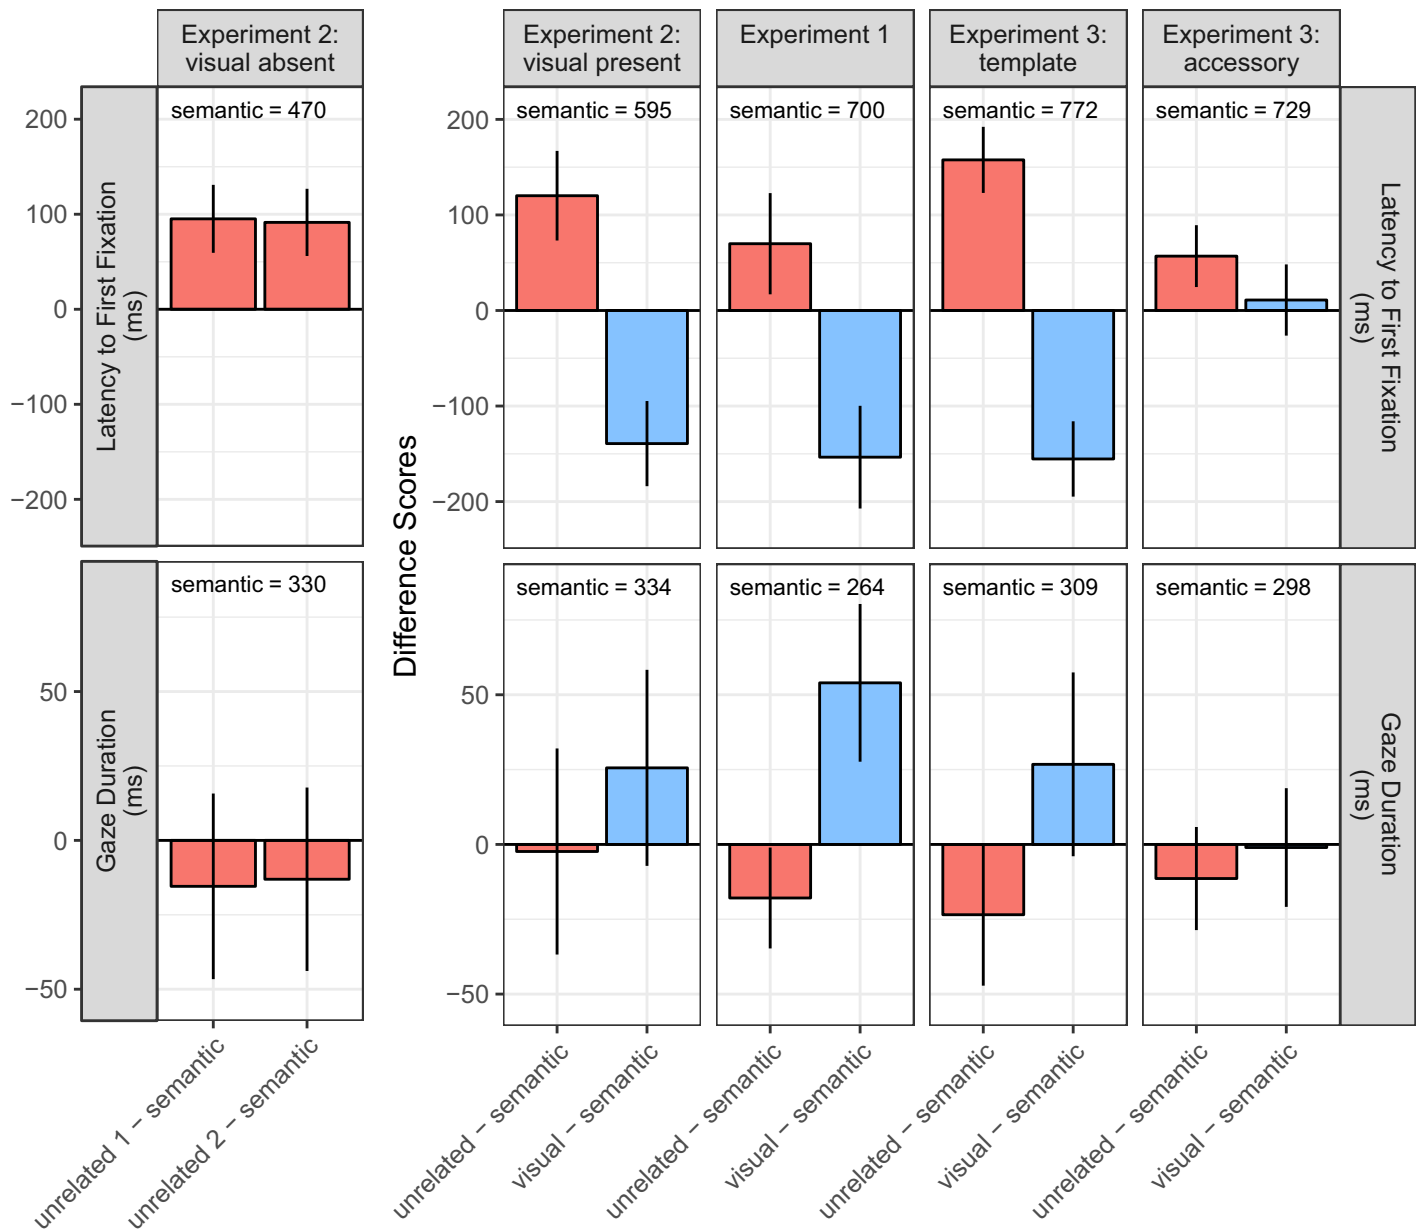 Experiment 2:
visual absent
Experiment 2:
visual present
Experiment 1
Experiment 3:
template
Experiment 3:
accessory
Latency to First Fixation
(ms)
200
100
0
−100
−200
semantic = 470
Difference Scores
200
100
0
−100
−200
semantic = 595
semantic = 700
semantic = 772
semantic = 729
Latency to First Fixation
(ms)
Gaze Duration
(ms)
50
0
−50
semantic = 330
50
0
−50
semantic = 334
semantic = 264
semantic = 309
semantic = 298
Gaze Duration
(ms)
unrelated 1 − semantic
unrelated 2 − semantic
unrelated − semantic
visual − semantic
unrelated − semantic
visual − semantic
unrelated − semantic
visual − semantic
unrelated − semantic
visual − semantic